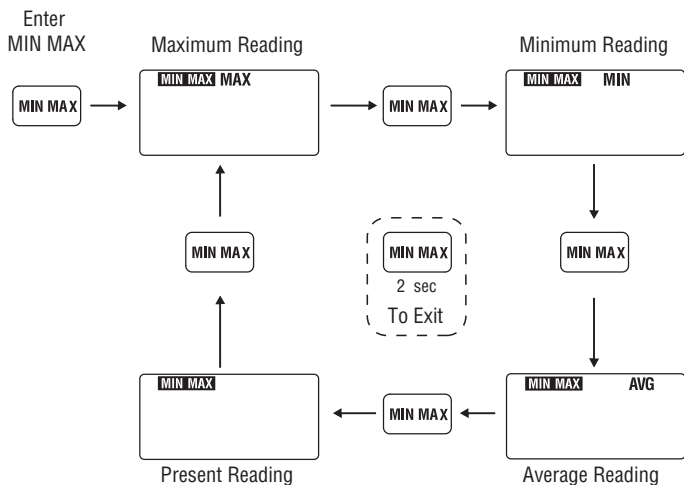 Enter
MIN MAX
Maximum Reading
Minimum Reading
MIN MAX
MIN MAX MAX
MIN MAX
MIN MAX MIN
MIN MAX
MIN MAX
2 sec
To Exit
MIN MAX
MIN MAX
MIN MAX
MIN MAX AVG
Present Reading
Average Reading